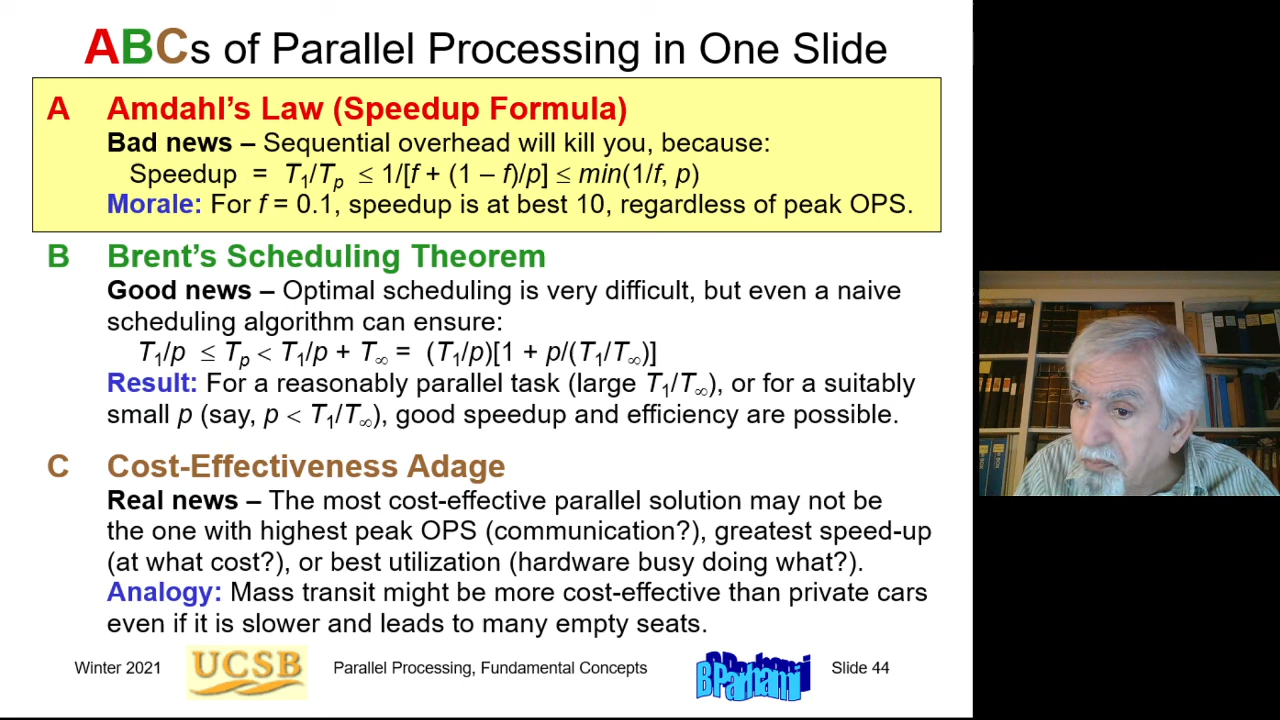 ABCs of Parallel Processing in One Slide
A Amdahl’s Law (Speedup Formula)
Bad news – Sequential overhead will kill you, because:
Speedup = T₁/Tₚ ≤ 1/[f + (1 – f)/p] ≤ min(1/f, p)
Morale: For f = 0.1, speedup is at best 10, regardless of peak OPS.
B Brent’s Scheduling Theorem
Good news – Optimal scheduling is very difficult, but even a naive
scheduling algorithm can ensure:
T₁/p ≤ Tₚ < T₁/p + T∞ = (T₁/p)[1 + p/(T₁/T∞)]
Result: For a reasonably parallel task (large T₁/T∞), or for a suitably
small p (say, p < T₁/T∞), good speedup and efficiency are possible.
C Cost-Effectiveness Adage
Real news – The most cost-effective parallel solution may not be
the one with highest peak OPS (communication?), greatest speed-up
(at what cost?), or best utilization (hardware busy doing what?).
Analogy: Mass transit might be more cost-effective than private cars
even if it is slower and leads to many empty seats.
Winter 2021 UCSB Parallel Processing, Fundamental Concepts BParhami Slide 44